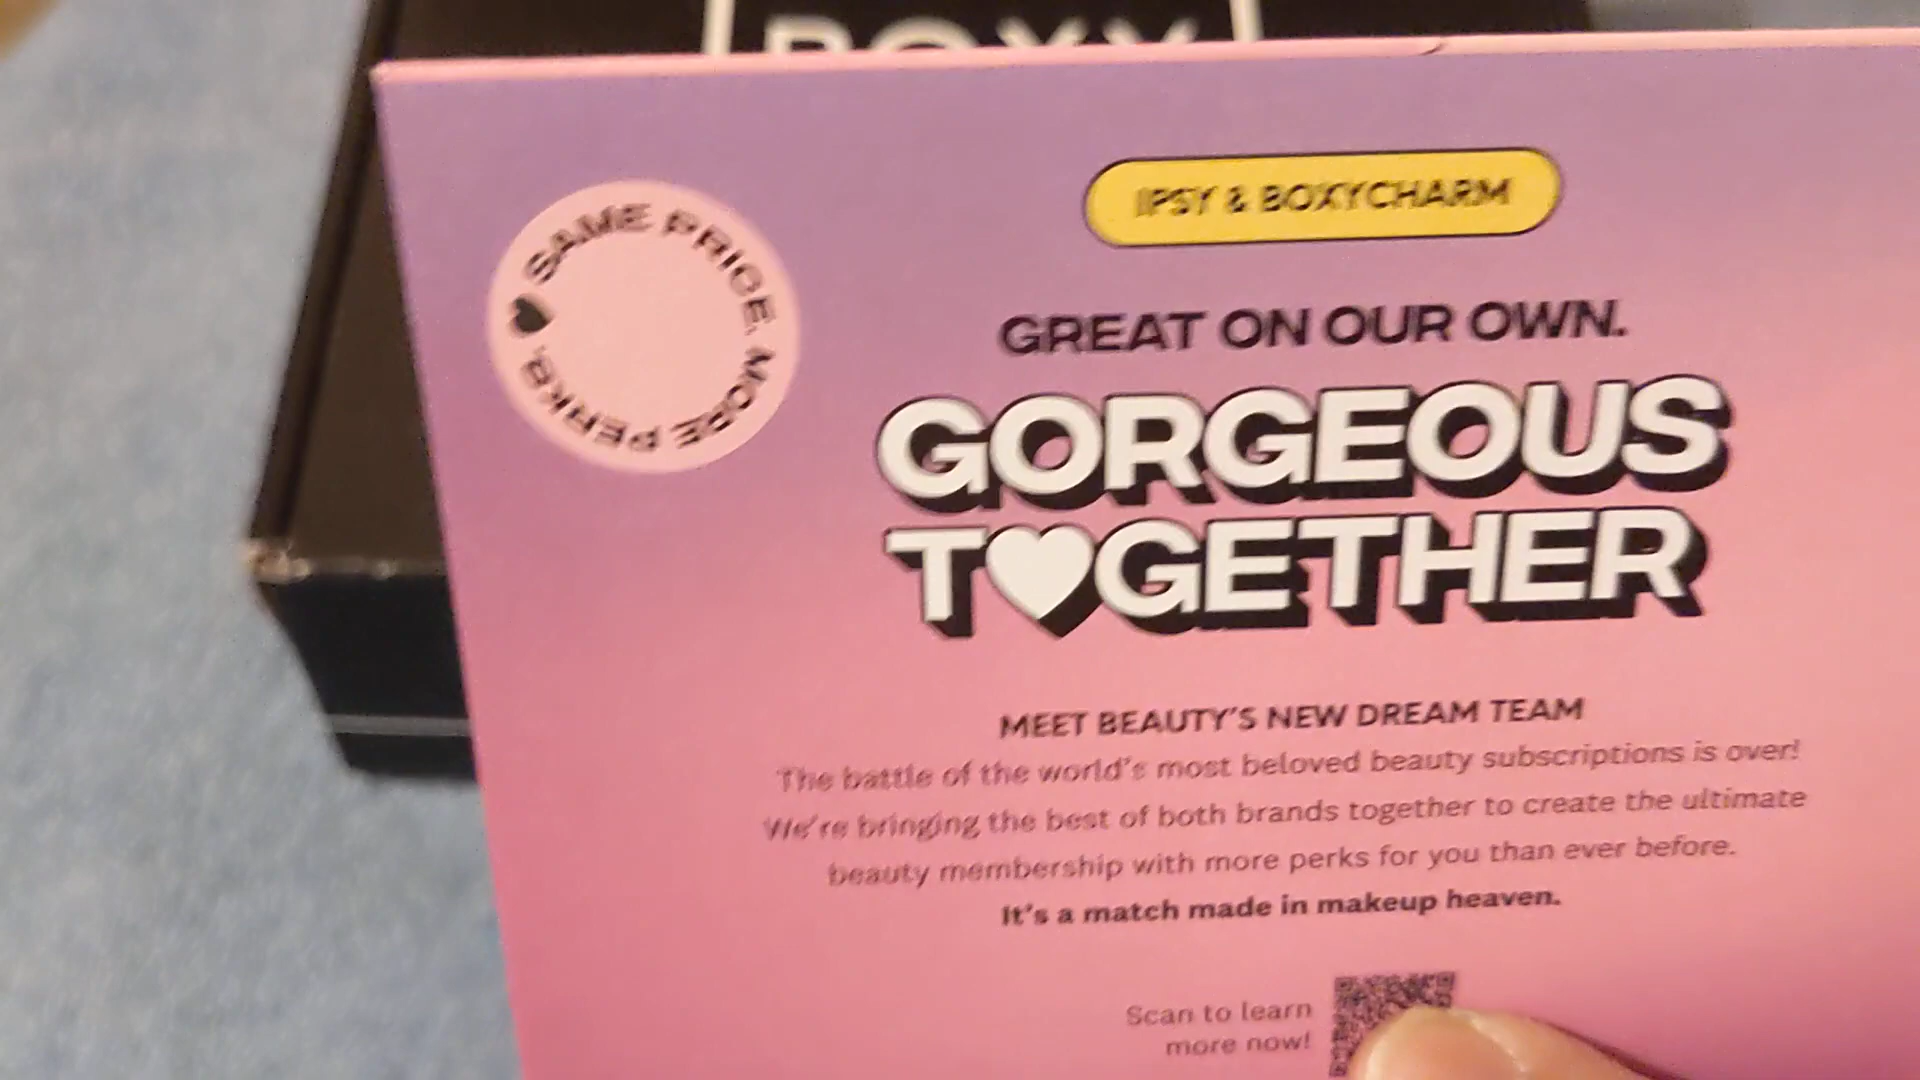 BOXY
SAME PRICE. MORE PERKS.
IPSY & BOXYCHARM
GREAT ON OUR OWN.
GORGEOUS
TOGETHER
MEET BEAUTY'S NEW DREAM TEAM
The battle of the world's most beloved beauty subscriptions is over!
We're bringing the best of both brands together to create the ultimate
beauty membership with more perks for you than ever before.
It's a match made in makeup heaven.
Scan to learn
more now!